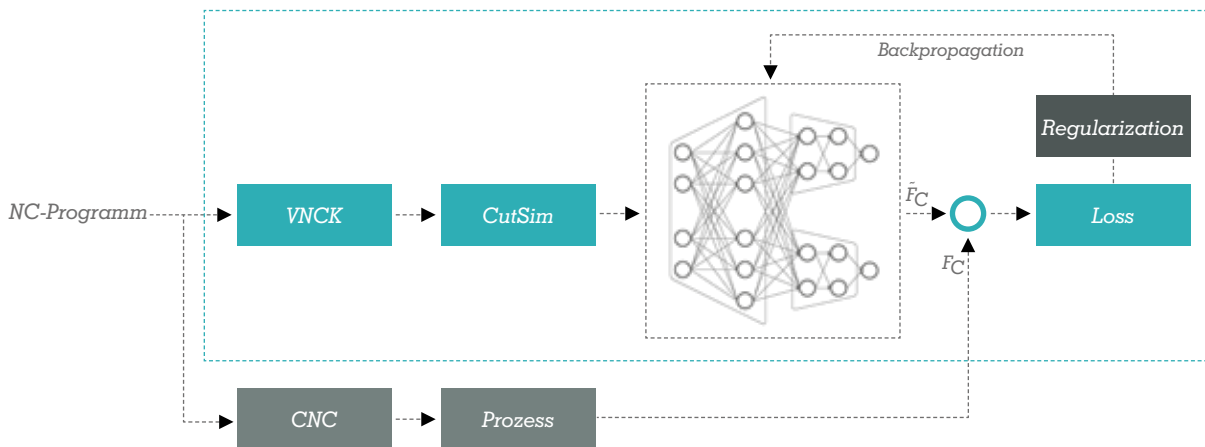 Backpropagation
Regularization
NC-Programm
VNCK
CutSim
F̃C
Loss
FC
CNC
Prozess